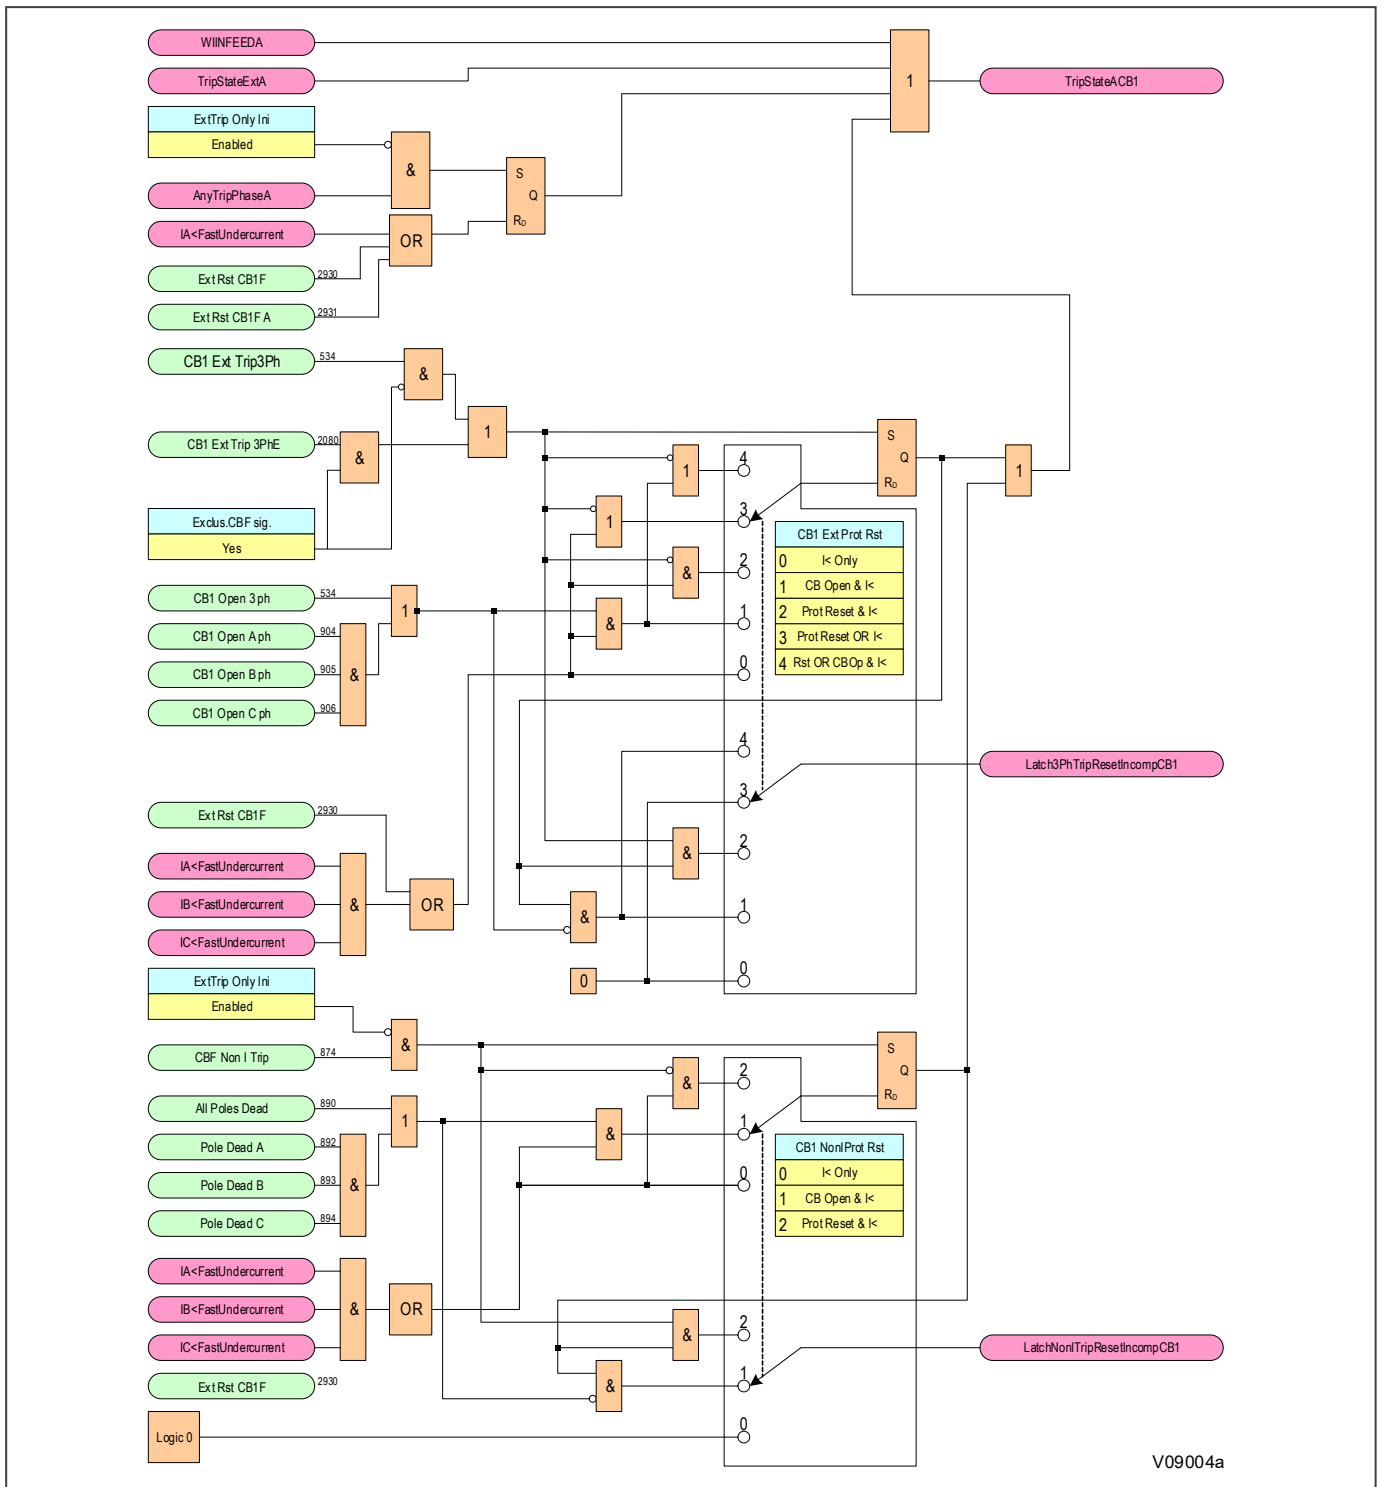 WIINFEEDA
1
TripStateExtA
TripStateACB1
ExtTrip Only Ini
Enabled
&
S
Q
RD
AnyTripPhaseA
IA<FastUndercurrent
OR
Ext Rst CB1F
2930
Ext Rst CB1F A
2931
CB1 Ext Trip3Ph
534
&
1
CB1 Ext Trip 3PhE
2080
&
S
Q
RD
1
4
1
3
1
Exclus.CBF sig.
Yes
CB1 Ext Prot Rst
0 I< Only
1 CB Open & I<
2 Prot Reset & I<
3 Prot Reset OR I<
4 Rst OR CBOp & I<
2
&
CB1 Open 3 ph
534
1
&
1
CB1 Open A ph
904
CB1 Open B ph
905
&
0
CB1 Open C ph
906
4
Latch3PhTripResetIncompCB1
3
Ext Rst CB1F
2930
&
2
IA<FastUndercurrent
IB<FastUndercurrent
&
OR
&
1
IC<FastUndercurrent
0
0
ExtTrip Only Ini
Enabled
&
CBF Non I Trip
874
S
Q
RD
&
2
All Poles Dead
890
1
&
1
Pole Dead A
892
Pole Dead B
893
&
Pole Dead C
894
0
CB1 NonIProt Rst
0 I< Only
1 CB Open & I<
2 Prot Reset & I<
IA<FastUndercurrent
IB<FastUndercurrent
&
OR
IC<FastUndercurrent
&
2
LatchNonITripResetIncompCB1
Ext Rst CB1F
2930
&
1
Logic 0
0
V09004a